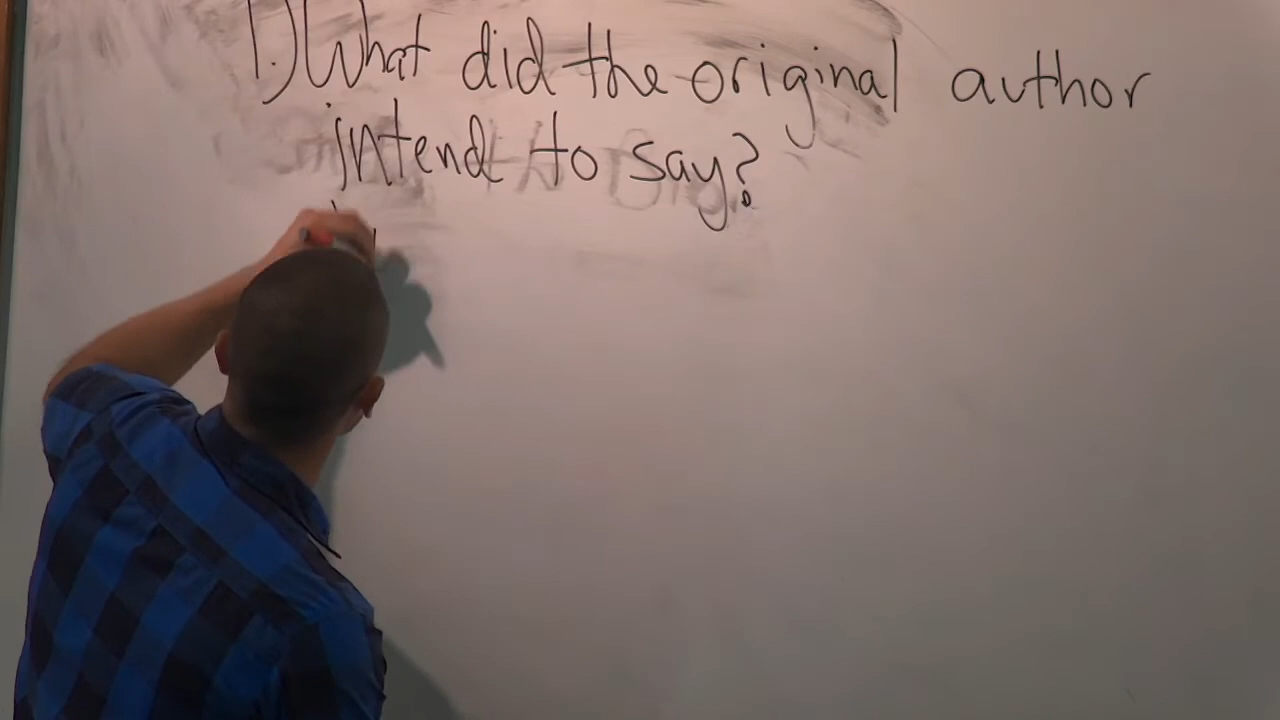 1.) What did the original author
intend to say?